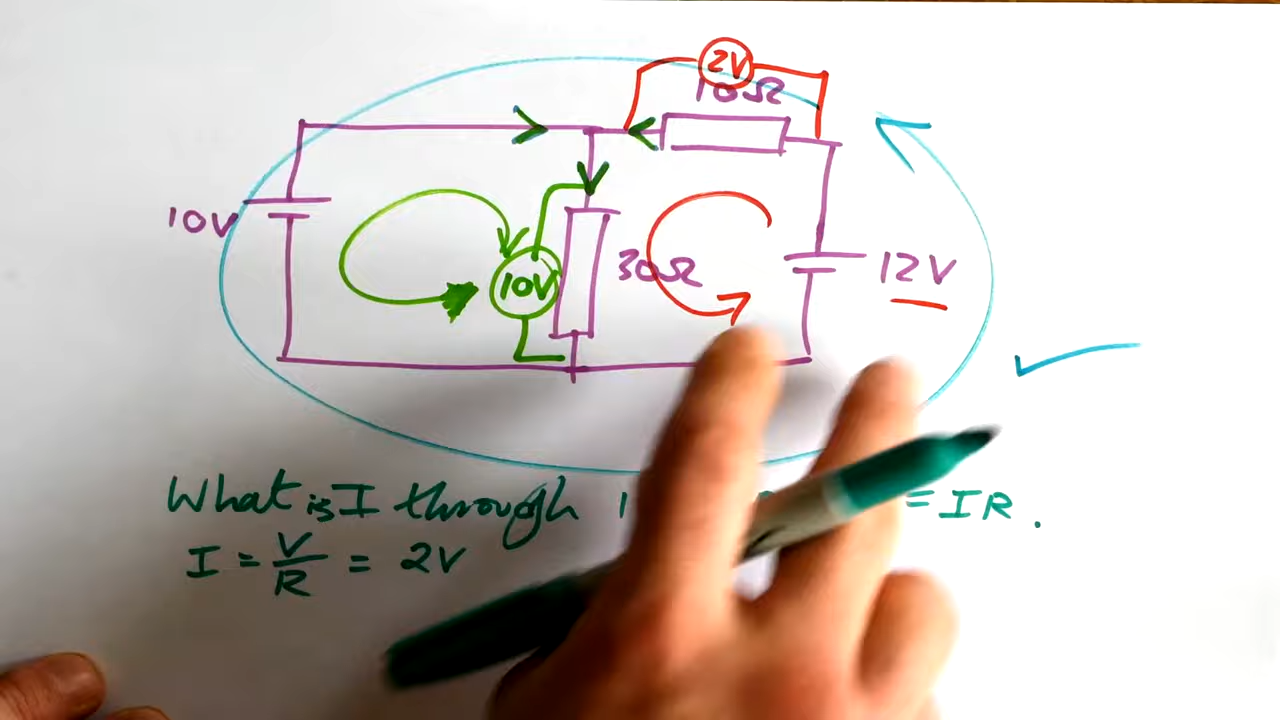 2V
10Ω
10V
10V
30Ω
12V
What is I through = IR.
I = V/R = 2V